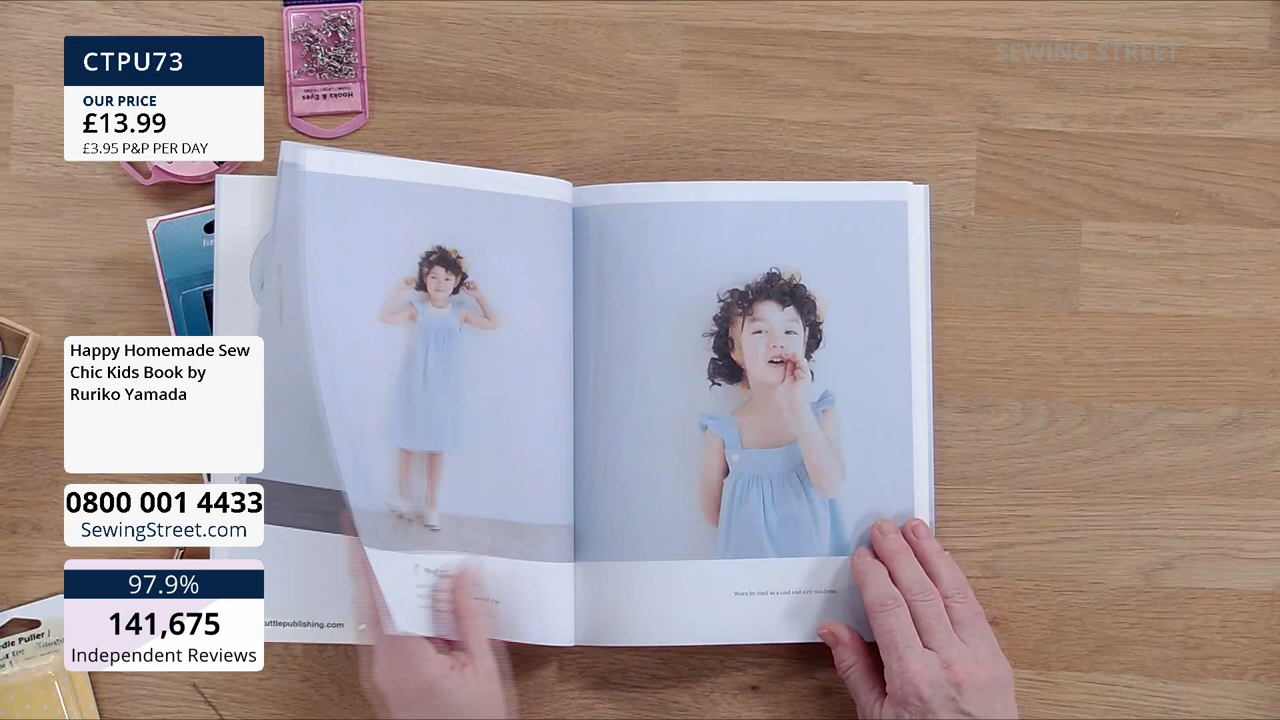 CTPU73
OUR PRICE
£13.99
£3.95 P&P PER DAY
Hooks & Eyes
SEWING STREET
Happy Homemade Sew
Chic Kids Book by
Ruriko Yamada
0800 001 4433
SewingStreet.com
97.9%
141,675
Independent Reviews
Worn by itself as a cool and airy sundress.
uttlepublishing.com
dle Puller